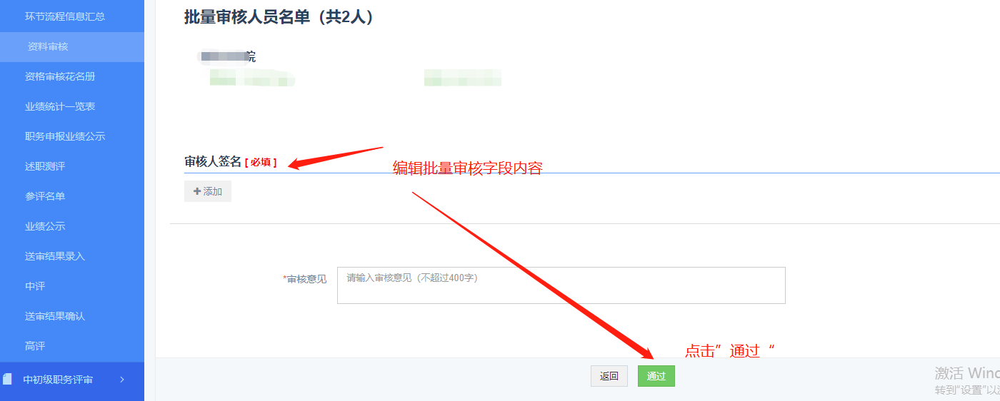 环节流程信息汇总
资料审核
资格审核花名册
业绩统计一览表
职务申报业绩公示
述职测评
参评名单
业绩公示
送审结果录入
中评
送审结果确认
高评
中初级职务评审
批量审核人员名单（共2人）
院
审核人签名 [ 必填 ]
编辑批量审核字段内容
添加
*审核意见
请输入审核意见（不超过400字）
点击”通过“
返回
通过
激活 Winc
转到"设置"以